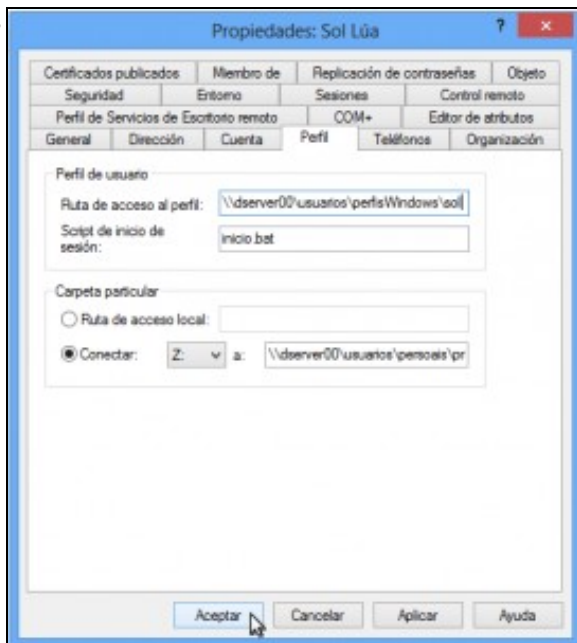 Propiedades: Sol Lúa
Certificados publicados Miembro de Replicación de contraseñas Objeto
Seguridad Entorno Sesiones Control remoto
Perfil de Servicios de Escritorio remoto COM+ Editor de atributos
General Dirección Cuenta Perfil Teléfonos Organización
Perfil de usuario
Ruta de acceso al perfil: \\dserver00\usuarios\perfisWindows\sol
Script de inicio de
sesión: inicio.bat
Carpeta particular
Ruta de acceso local:
Conectar: Z: a: \\dserver00\usuarios\persoais\pr
Aceptar Cancelar Aplicar Ayuda